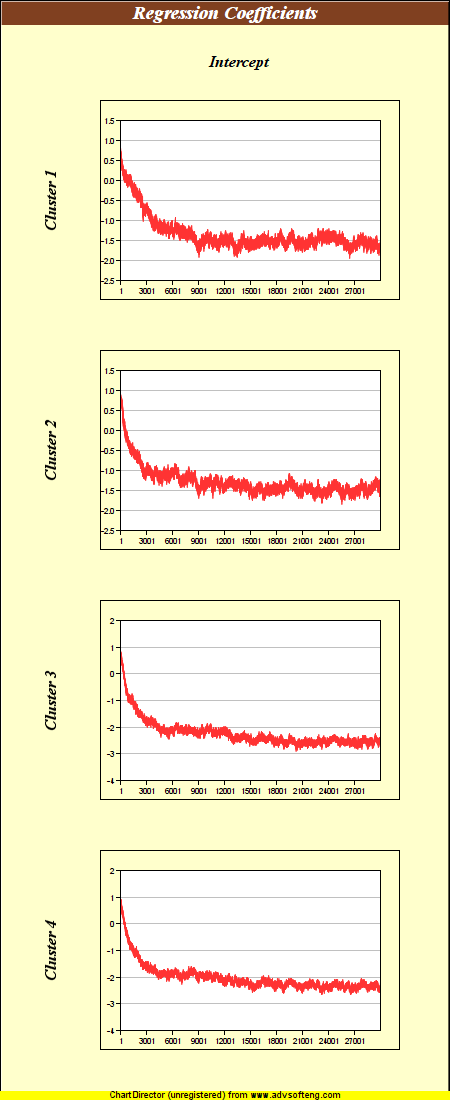 Regression Coefficients
Intercept
Cluster 1
1.5
1.0
0.5
0.0
-0.5
-1.0
-1.5
-2.0
-2.5
1 3001 6001 9001 12001 15001 18001 21001 24001 27001
Cluster 2
1.5
1.0
0.5
0.0
-0.5
-1.0
-1.5
-2.0
-2.5
1 3001 6001 9001 12001 15001 18001 21001 24001 27001
Cluster 3
2
1
0
-1
-2
-3
-4
1 3001 6001 9001 12001 15001 18001 21001 24001 27001
Cluster 4
2
1
0
-1
-2
-3
-4
1 3001 6001 9001 12001 15001 18001 21001 24001 27001
ChartDirector (unregistered) from www.advsofteng.com